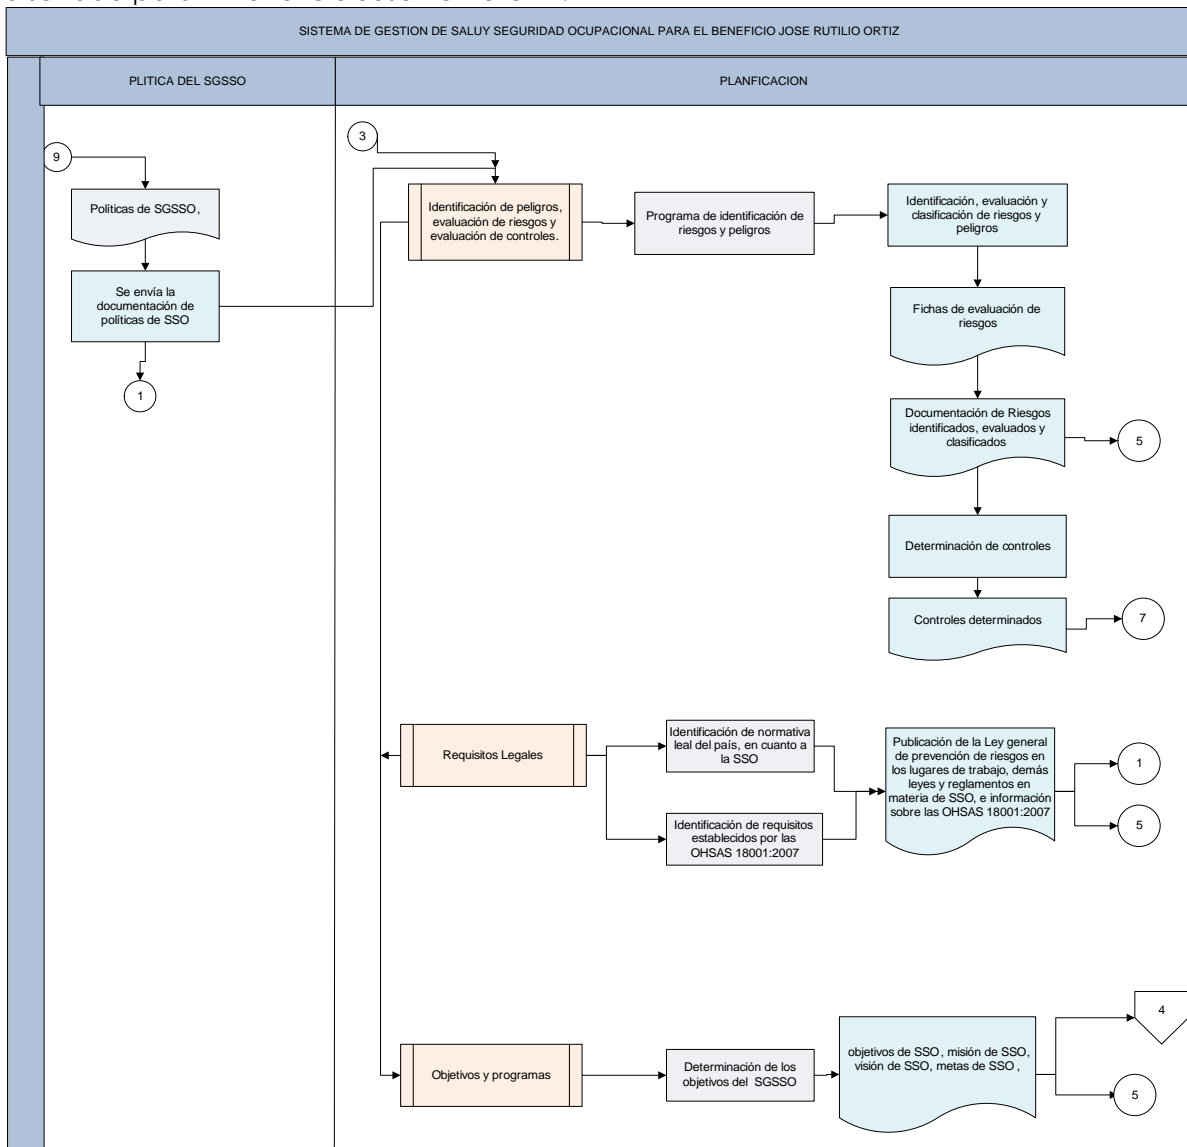 SISTEMA DE GESTION DE SALUY SEGURIDAD OCUPACIONAL PARA EL BENEFICIO JOSE RUTILIO ORTIZ
PLITICA DEL SGSSO
PLANFICACION
9
Políticas de SGSSO,
Se envía la
documentación de
políticas de SSO
1
3
Identificación de peligros,
evaluación de riesgos y
evaluación de controles.
Programa de identificación de
riesgos y peligros
Identificación, evaluación y
clasificación de riesgos y
peligros
Fichas de evaluación de
riesgos
Documentación de Riesgos
identificados, evaluados y
clasificados
5
Determinación de controles
Controles determinados
7
Requisitos Legales
Identificación de normativa
leal del país, en cuanto a
la SSO
Identificación de requisitos
establecidos por las
OHSAS 18001:2007
Publicación de la Ley general
de prevención de riesgos en
los lugares de trabajo, demás
leyes y reglamentos en
materia de SSO, e información
sobre las OHSAS 18001:2007
1
5
Objetivos y programas
Determinación de los
objetivos del SGSSO
objetivos de SSO, misión de SSO,
visión de SSO, metas de SSO,
4
5